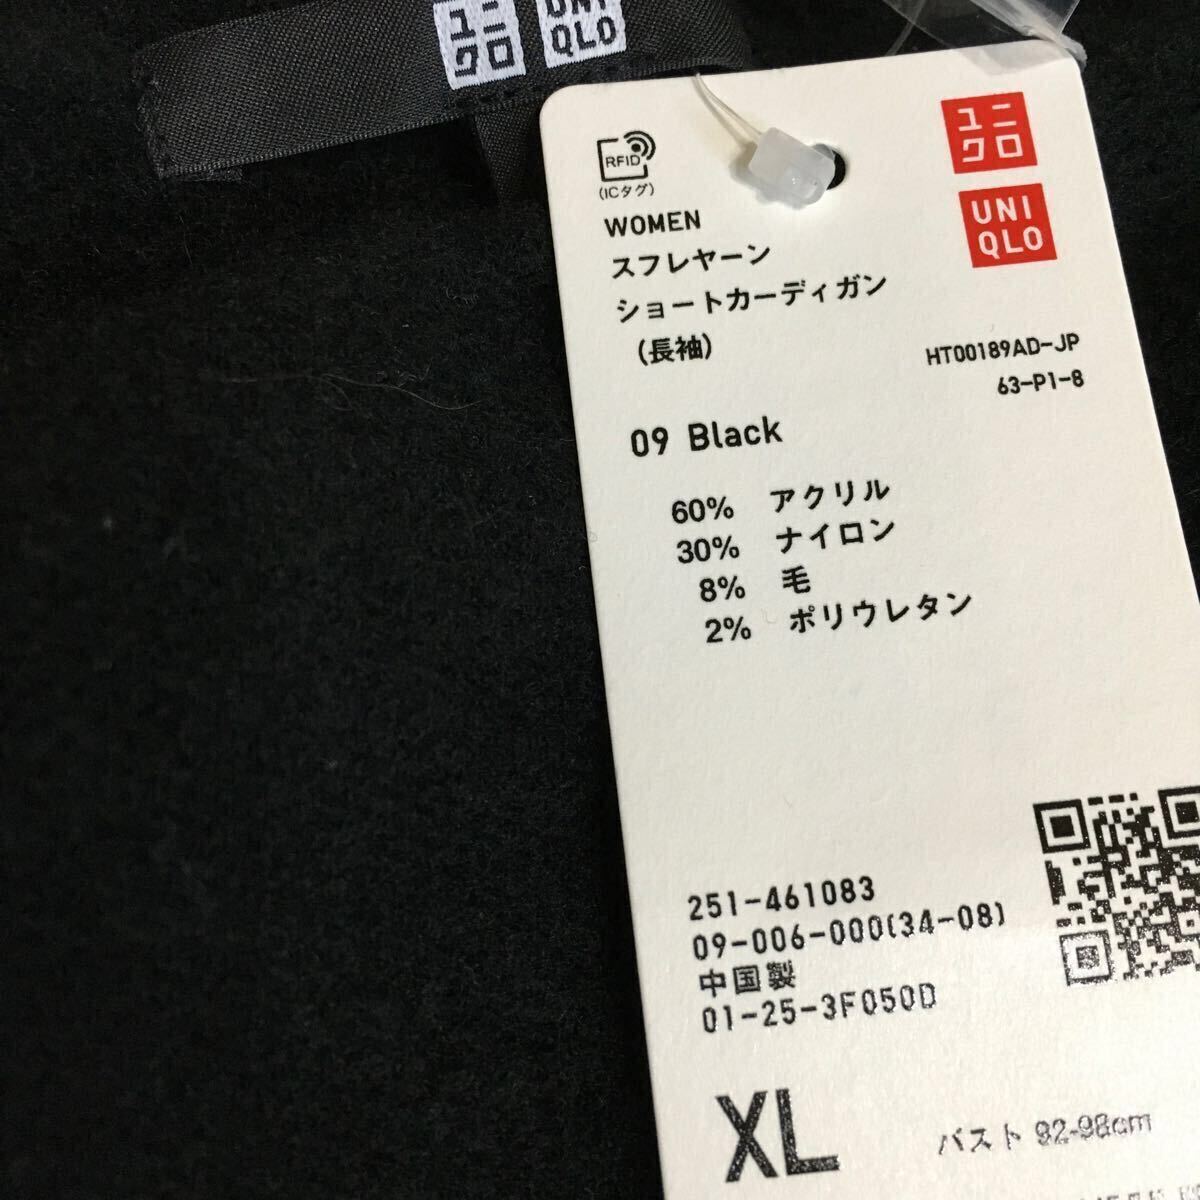 ユニ
クロ
UNI
QLO
RFID
(ICタグ)
ユニ
クロ
UNI
QLO
WOMEN
スフレヤーン
ショートカーディガン
(長袖)
HT00189AD-JP
63-P1-8
09 Black
60% アクリル
30% ナイロン
8% 毛
2% ポリウレタン
251-461083
09-006-000(34-08)
中国製
01-25-3F050D
XL バスト 92-98cm